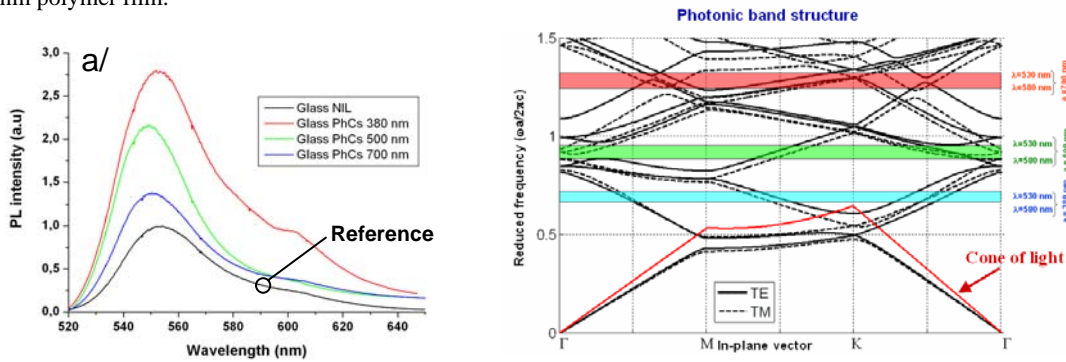 nm polymer film.
a/
3,0
2,5
2,0
1,5
1,0
0,5
0,0
PL intensity (a.u)
Glass NIL
Glass PhCs 380 nm
Glass PhCs 500 nm
Glass PhCs 700 nm
Reference
520 540 560 580 600 620 640
Wavelength (nm)
Photonic band structure
1.5
1
0.5
0
Reduced frequency (ωa/2πc)
λ=530 nm
λ=580 nm
λ=530 nm
λ=580 nm
λ=530 nm
λ=580 nm
Cone of light
TE
TM
Γ M In-plane vector K Γ